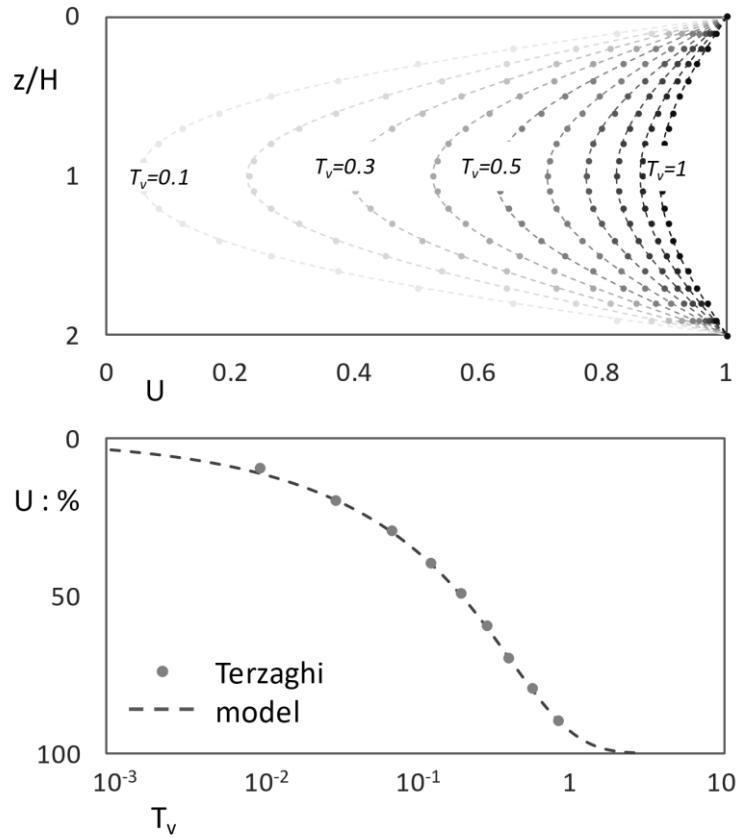 0
z/H
1
T_v=0.1 T_v=0.3 T_v=0.5 T_v=1
2
0 0.2 0.4 0.6 0.8 1
U
0
U : %
50
Terzaghi
model
100
10⁻³ 10⁻² 10⁻¹ 1 10
T_v